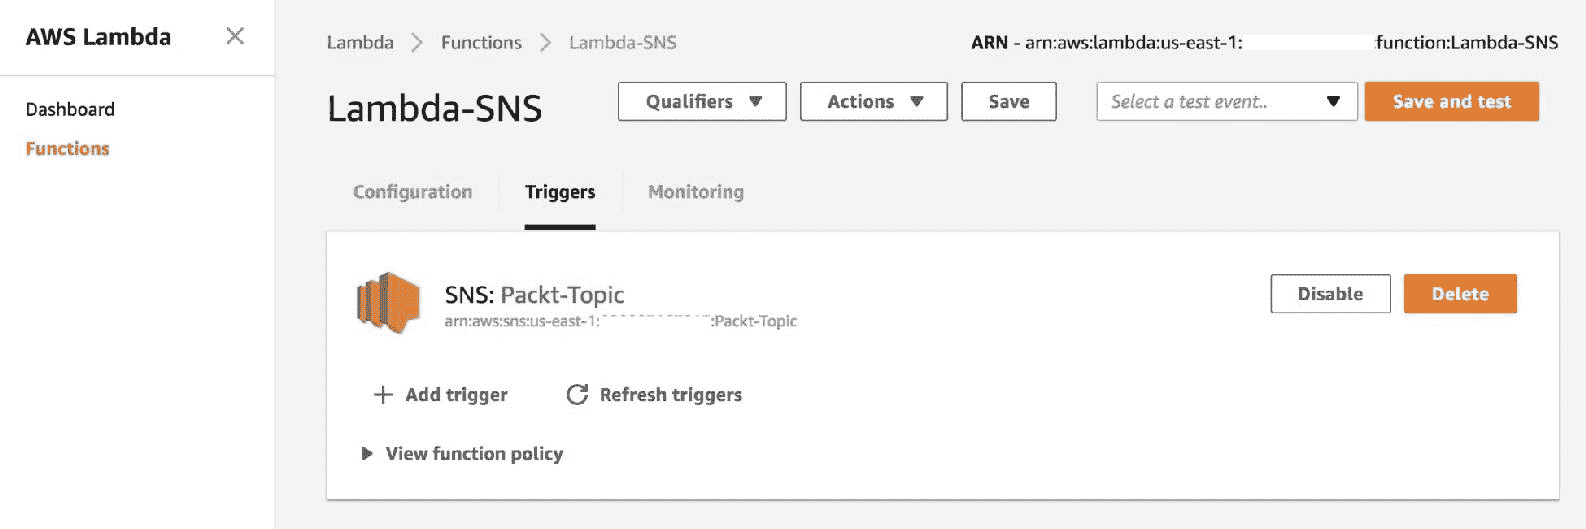 AWS Lambda
Dashboard
Functions
Lambda Functions Lambda-SNS
ARN - arn:aws:lambda:us-east-1: function:Lambda-SNS
Lambda-SNS
Qualifiers Actions Save Select a test event.. Save and test
Configuration Triggers Monitoring
SNS: Packt-Topic
arn:aws:sns:us-east-1: :Packt-Topic
Disable Delete
Add trigger Refresh triggers
View function policy